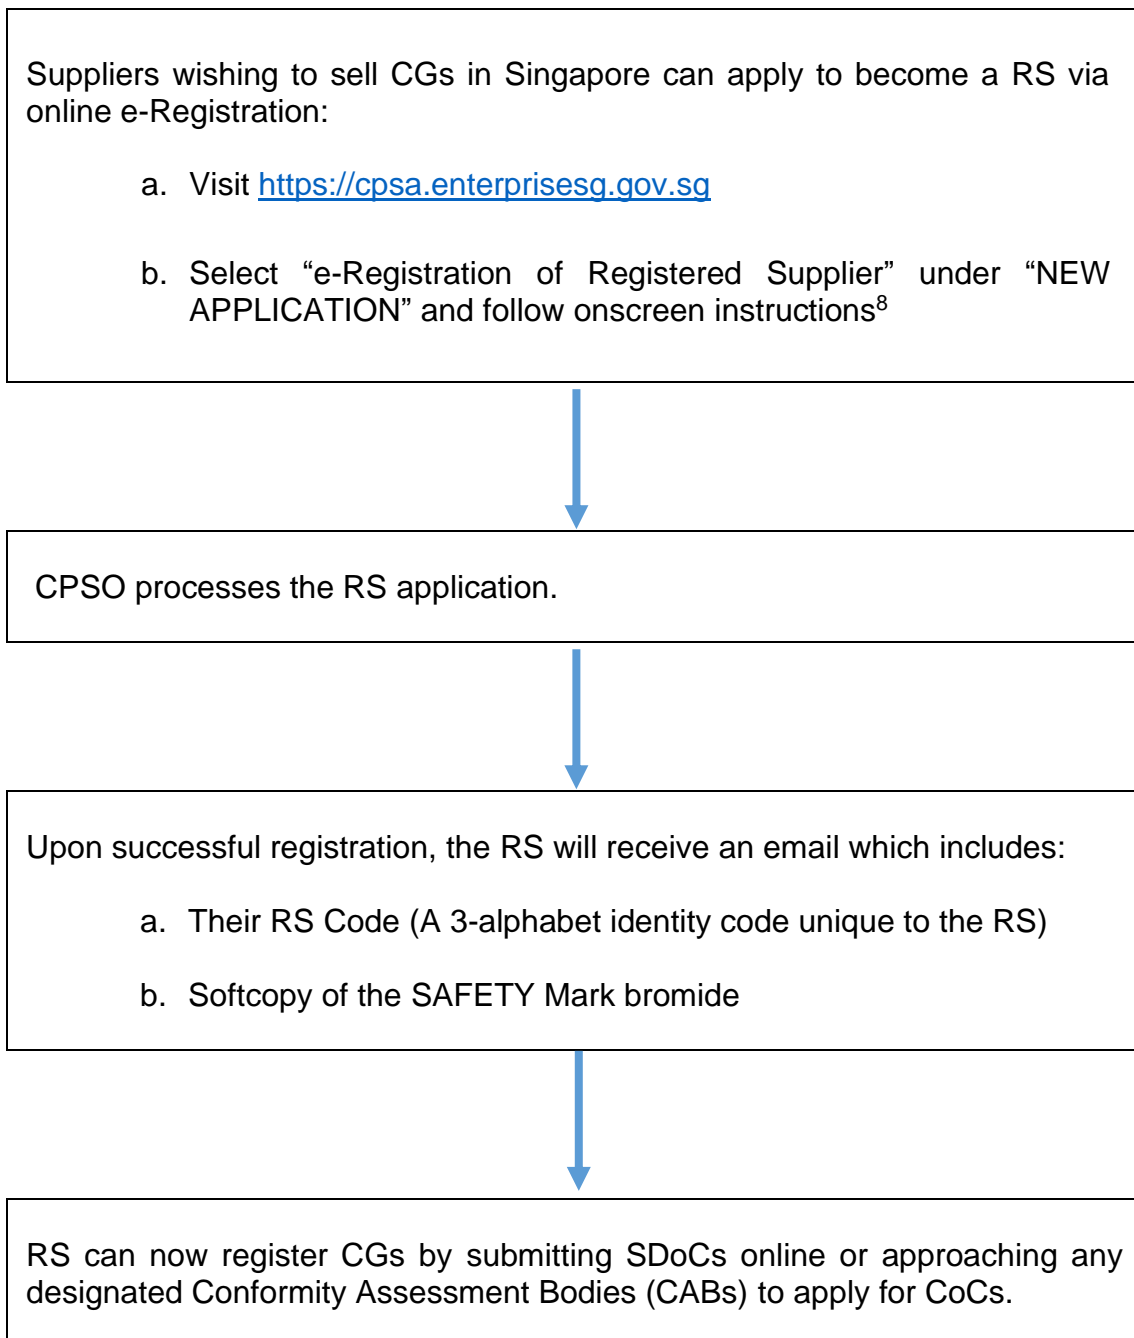 Suppliers wishing to sell CGs in Singapore can apply to become a RS via
online e-Registration:
a. Visit https://cpsa.enterprisesg.gov.sg
b. Select “e-Registration of Registered Supplier” under “NEW
APPLICATION” and follow onscreen instructions⁸
CPSO processes the RS application.
Upon successful registration, the RS will receive an email which includes:
a. Their RS Code (A 3-alphabet identity code unique to the RS)
b. Softcopy of the SAFETY Mark bromide
RS can now register CGs by submitting SDoCs online or approaching any
designated Conformity Assessment Bodies (CABs) to apply for CoCs.